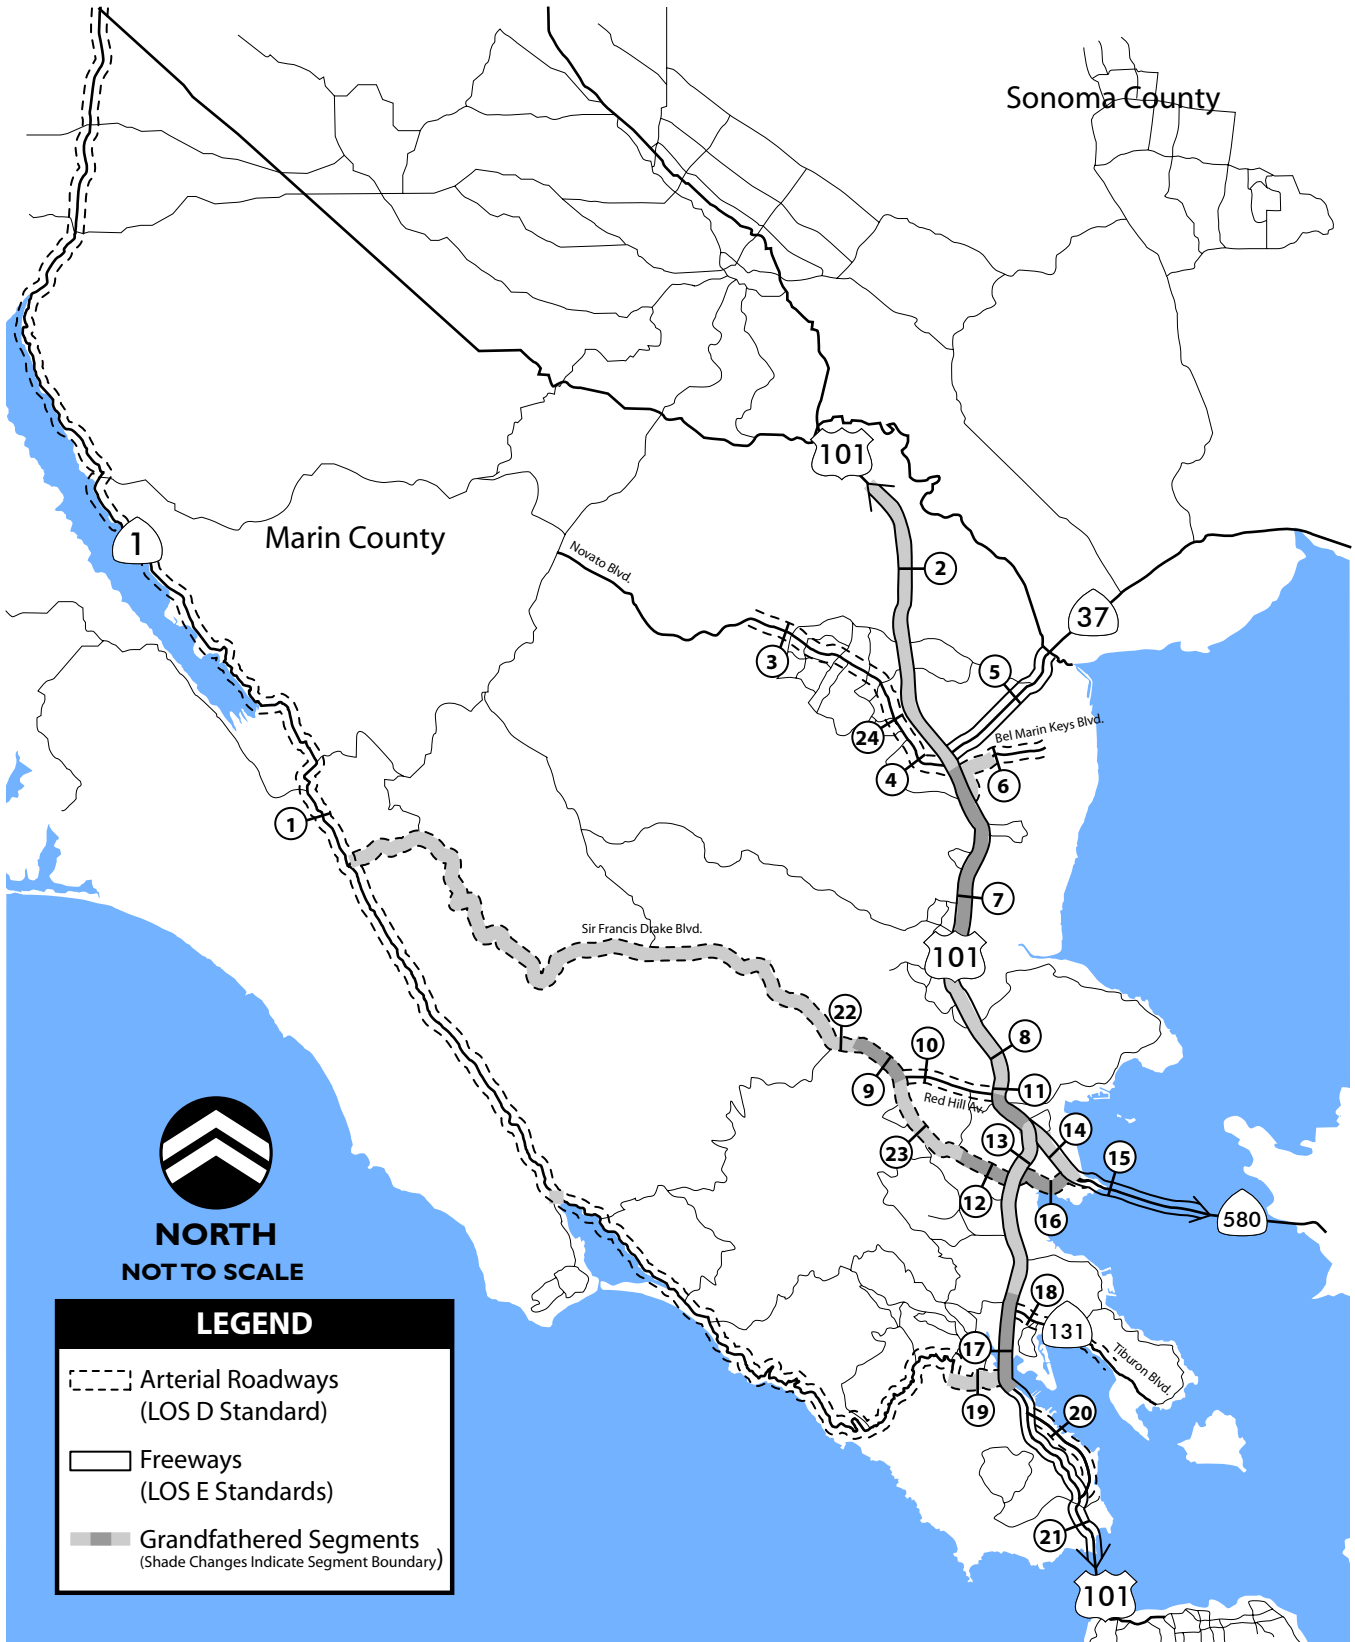 Sonoma County
101
Marin County
1
Novato Blvd.
2
37
3
5
24
Bel Marin Keys Blvd.
4
6
1
7
Sir Francis Drake Blvd.
101
22
10
8
9
11
Red Hill Av.
13
14
23
15
12
16
580
NORTH
NOT TO SCALE
18
131
17
Tiburon Blvd.
19
20
21
101
LEGEND
Arterial Roadways
(LOS D Standard)
Freeways
(LOS E Standards)
Grandfathered Segments
(Shade Changes Indicate Segment Boundary)